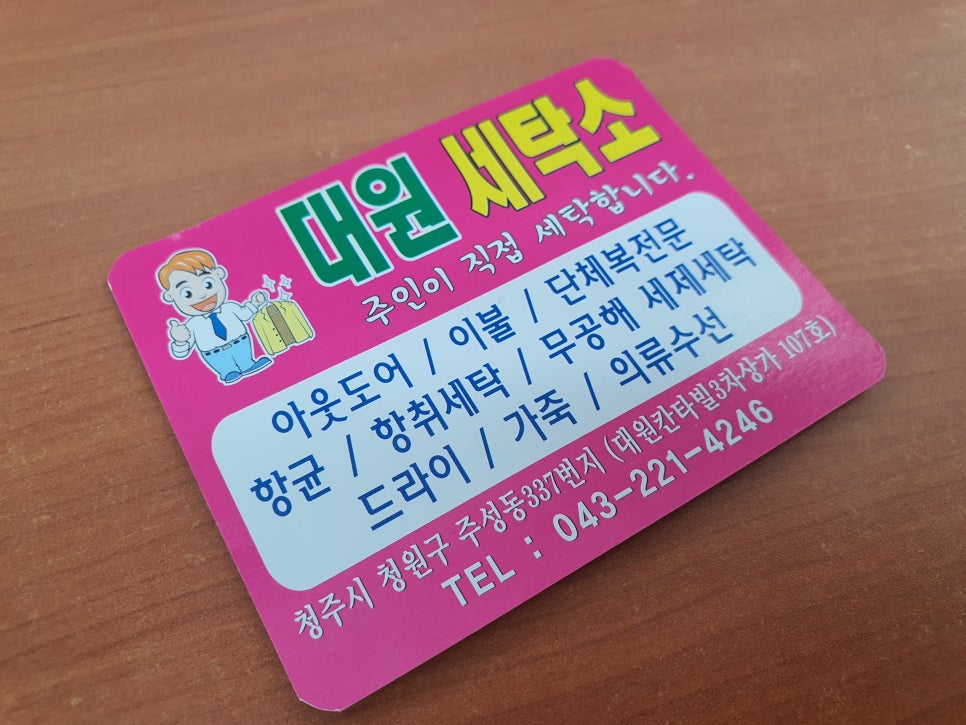 대원 세탁소
주인이 직접 세탁합니다.
아웃도어 / 이불 / 단체복전문
항균 / 항취세탁 / 무공해 세제세탁
드라이 / 가죽 / 의류수선
청주시 청원구 주성동337번지 (대원칸타빌3차상가 107호)
TEL : 043-221-4246